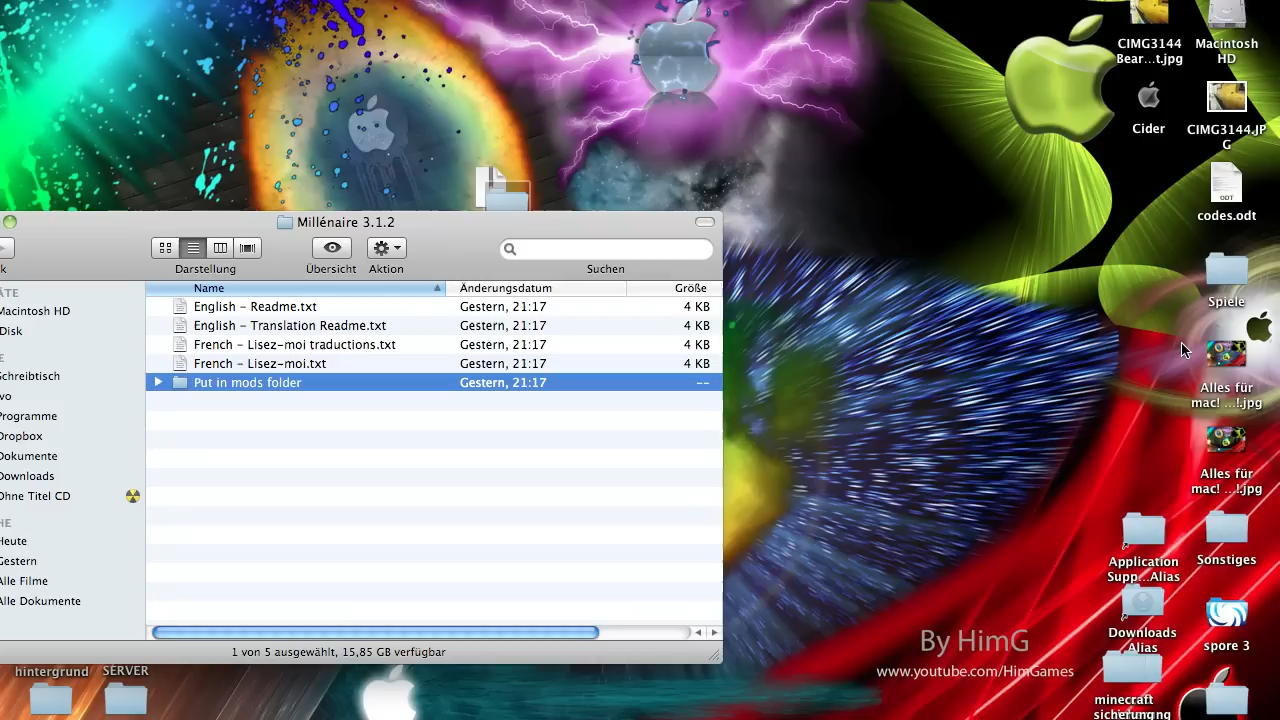 CIMG3144
Bear...t.jpg
Macintosh
HD
Cider
CIMG3144.JP
G
ODT
codes.odt
Spiele
Alles für
mac! ...!.jpg
Alles für
mac! ...!.jpg
Application
Supp...Alias
Sonstiges
Downloads
Alias
spore 3
minecraft
sicherungng
Millénaire 3.1.2
k
Darstellung
Übersicht
Aktion
Suchen
Name
Änderungsdatum
Größe
ÄTE
Macintosh HD
Disk
E
Schreibtisch
vo
Programme
Dropbox
Dokumente
Downloads
Ohne Titel CD
HE
Heute
Gestern
Alle Filme
Alle Dokumente
English – Readme.txt Gestern, 21:17 4 KB
English – Translation Readme.txt Gestern, 21:17 4 KB
French – Lisez-moi traductions.txt Gestern, 21:17 4 KB
French – Lisez-moi.txt Gestern, 21:17 4 KB
Put in mods folder Gestern, 21:17 --
1 von 5 ausgewählt, 15,85 GB verfügbar
hintergrund
SERVER
By HimG
www.youtube.com/HimGames